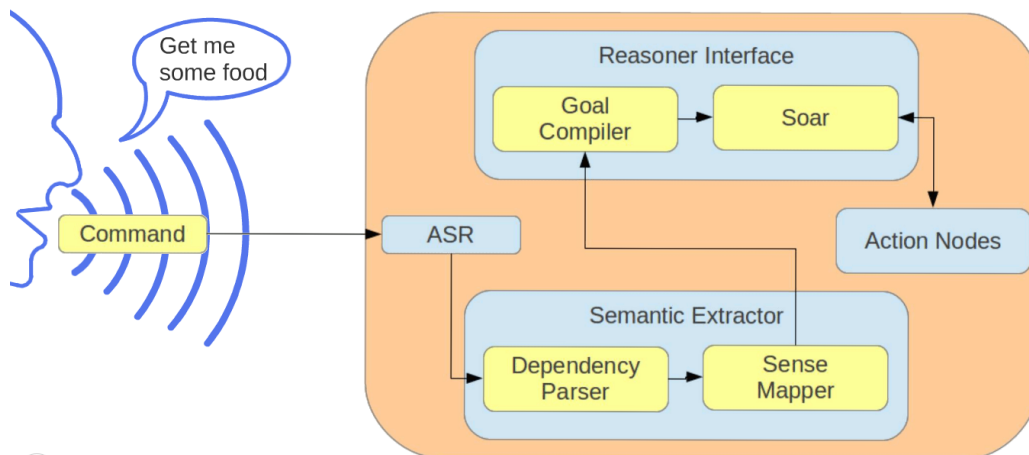 Get me
some food
Command
ASR
Reasoner Interface
Goal
Compiler
Soar
Action Nodes
Semantic Extractor
Dependency
Parser
Sense
Mapper